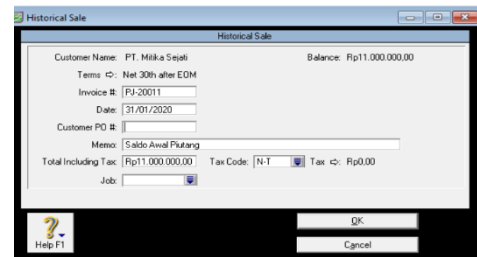 Historical Sale
Historical Sale
Customer Name: PT. Mitika Sejati Balance: Rp11.000.000,00
Terms ⇨: Net 30th after EOM
Invoice #: PJ-20011
Date: 31/01/2020
Customer PO #:
Memo: Saldo Awal Piutang
Total Including Tax: Rp11.000.000,00 Tax Code: N-T Tax ⇨: Rp0,00
Job:
OK
Help F1
Cancel